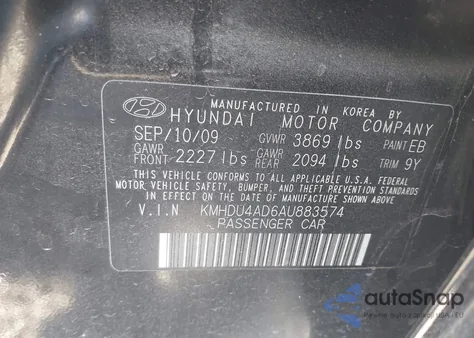 MANUFACTURED IN KOREA BY
HYUNDAI MOTOR COMPANY
SEP/10/09 GVWR 3869 lbs PAINT EB
GAWR FRONT 2227 lbs GAWR REAR 2094 lbs TRIM 9Y
THIS VEHICLE CONFORMS TO ALL APPLICABLE U.S.A. FEDERAL
MOTOR VEHICLE SAFETY, BUMPER, AND THEFT PREVENTION STANDARDS
IN EFFECT ON THE DATE OF MANUFACTURE SHOWN ABOVE.
V.I.N KMHDU4AD6AU883574
PASSENGER CAR
autoSnap